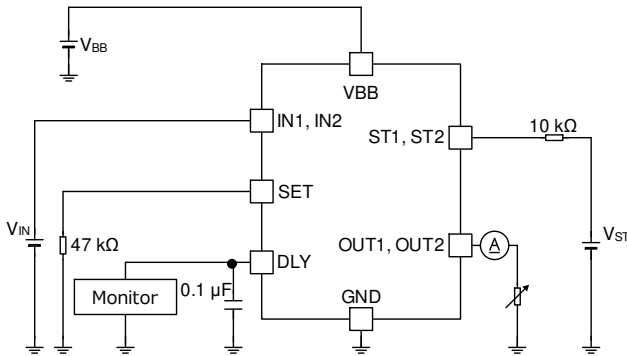 VBB
VBB
IN1, IN2
ST1, ST2
10 kΩ
SET
VIN
47 kΩ
OUT1, OUT2
A
VST
DLY
Monitor
0.1 µF
GND